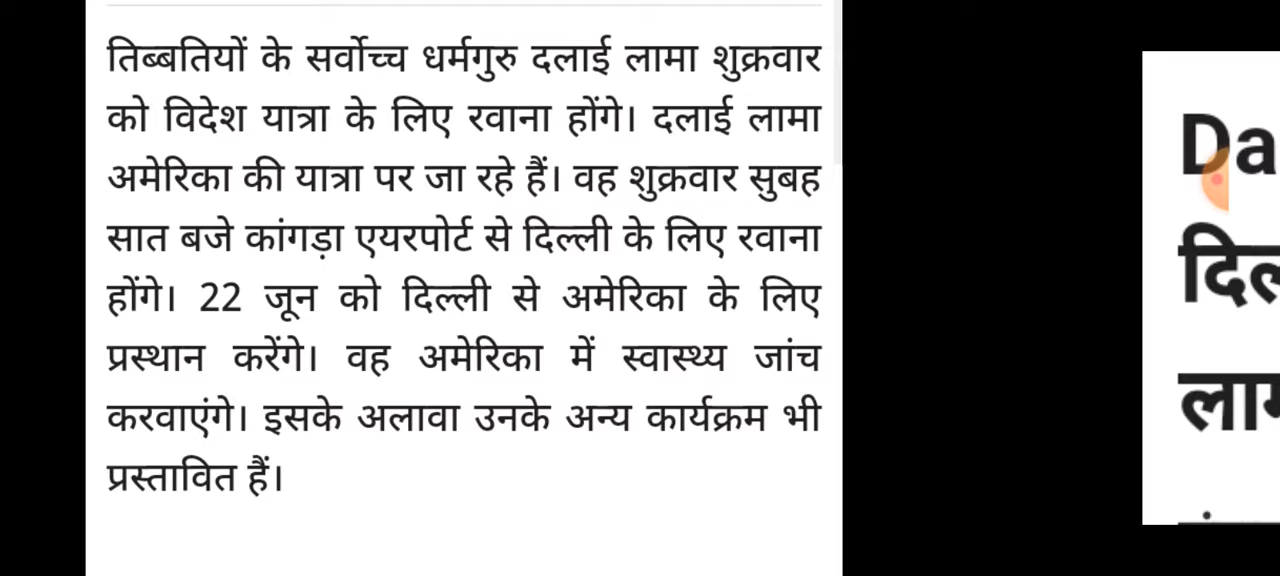 तिब्बतियों के सर्वोच्च धर्मगुरु दलाई लामा शुक्रवार
को विदेश यात्रा के लिए रवाना होंगे। दलाई लामा
अमेरिका की यात्रा पर जा रहे हैं। वह शुक्रवार सुबह
सात बजे कांगड़ा एयरपोर्ट से दिल्ली के लिए रवाना
होंगे। 22 जून को दिल्ली से अमेरिका के लिए
प्रस्थान करेंगे। वह अमेरिका में स्वास्थ्य जांच
करवाएंगे। इसके अलावा उनके अन्य कार्यक्रम भी
प्रस्तावित हैं।
Da